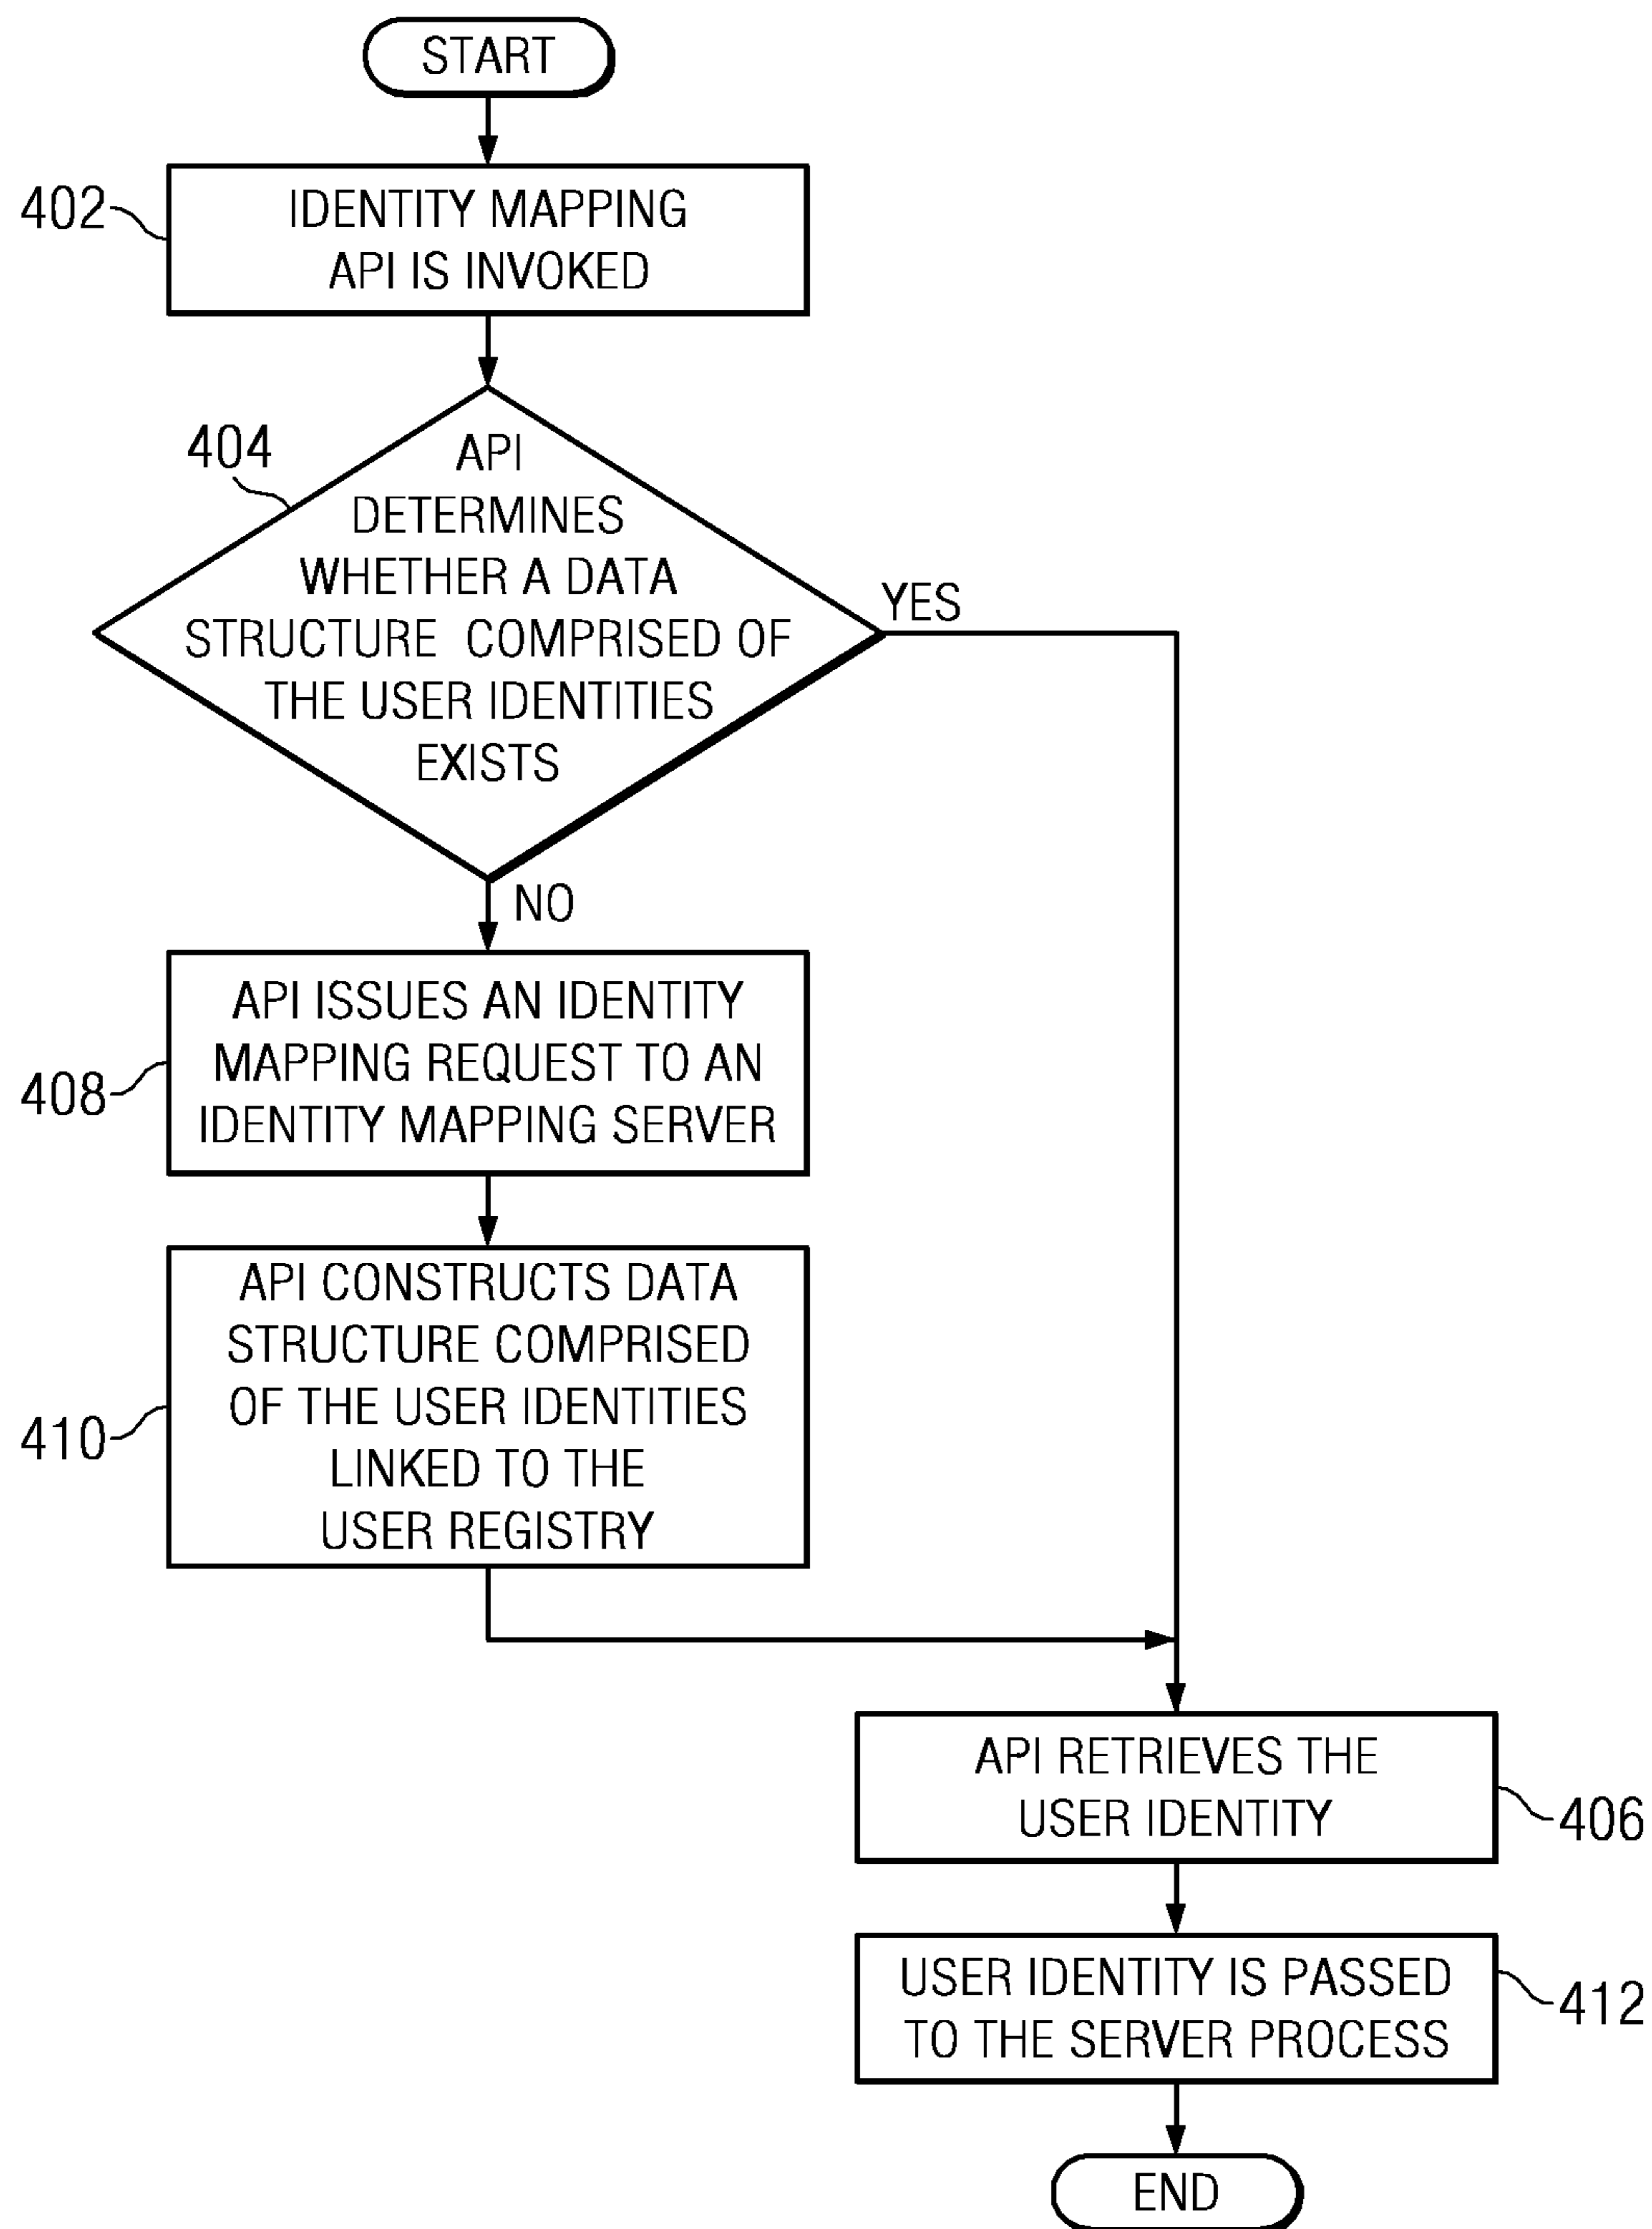 START
402
IDENTITY MAPPING
API IS INVOKED
404
API
DETERMINES
WHETHER A DATA
STRUCTURE COMPRISED OF
THE USER IDENTITIES
EXISTS
YES
NO
408
API ISSUES AN IDENTITY
MAPPING REQUEST TO AN
IDENTITY MAPPING SERVER
410
API CONSTRUCTS DATA
STRUCTURE COMPRISED
OF THE USER IDENTITIES
LINKED TO THE
USER REGISTRY
API RETRIEVES THE
USER IDENTITY
406
USER IDENTITY IS PASSED
TO THE SERVER PROCESS
412
END